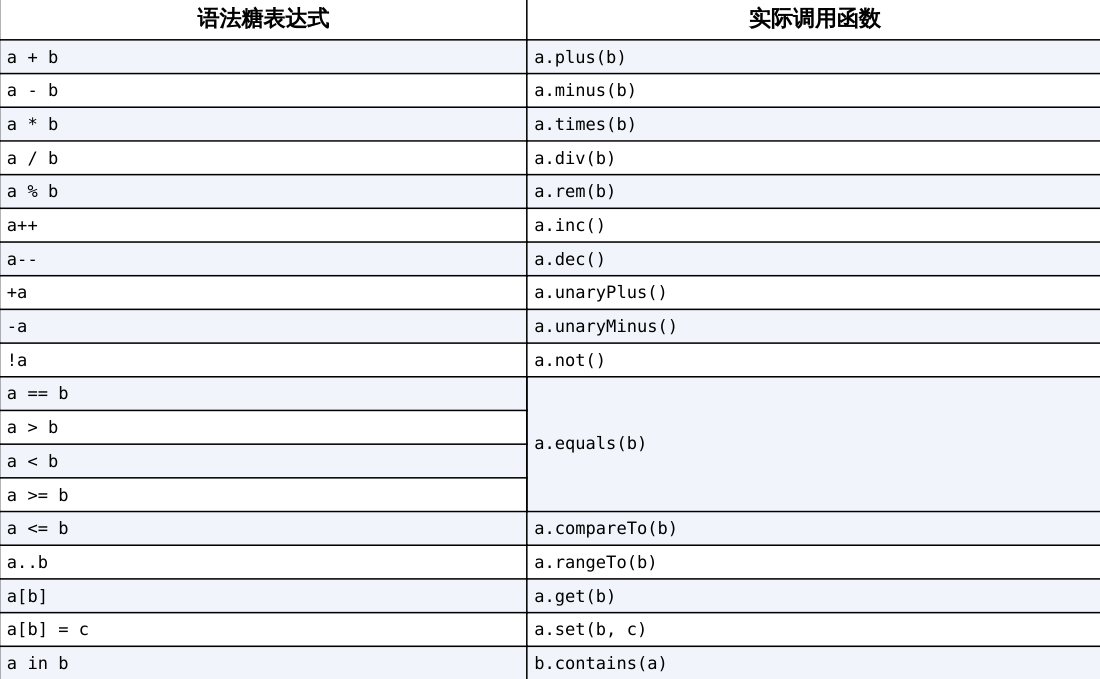 语法糖表达式 实际调用函数
a + b a.plus(b)
a - b a.minus(b)
a * b a.times(b)
a / b a.div(b)
a % b a.rem(b)
a++ a.inc()
a-- a.dec()
+a a.unaryPlus()
-a a.unaryMinus()
!a a.not()
a == b
a > b
a.equals(b)
a < b
a >= b
a <= b a.compareTo(b)
a..b a.rangeTo(b)
a[b] a.get(b)
a[b] = c a.set(b, c)
a in b b.contains(a)